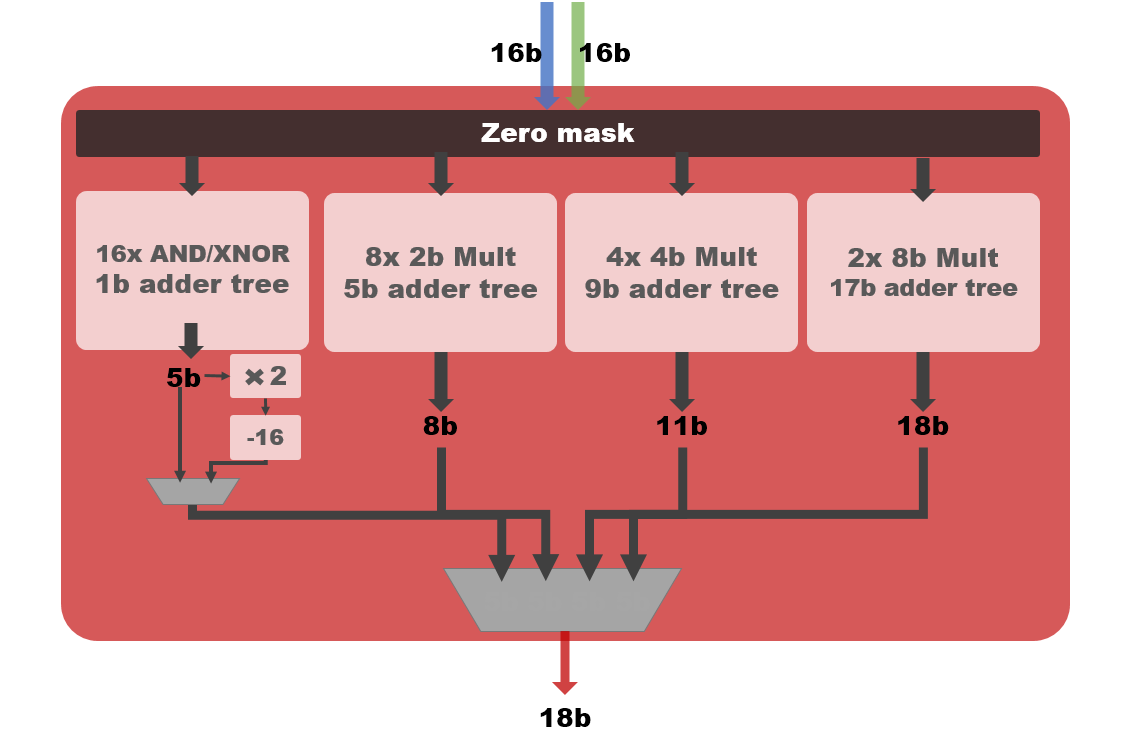 16b 16b
Zero mask
16x AND/XNOR
1b adder tree
8x 2b Mult
5b adder tree
4x 4b Mult
9b adder tree
2x 8b Mult
17b adder tree
5b
× 2
-16
8b
11b
18b
18b